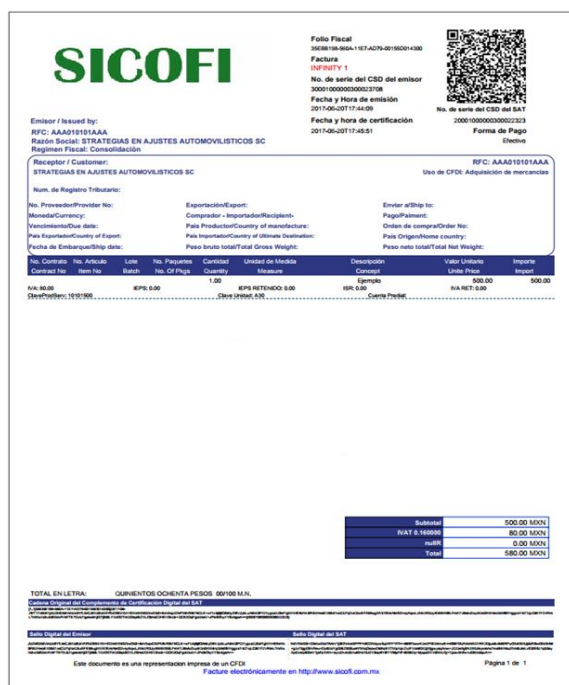 SICOFI
Folio Fiscal
35EBB198-960A-11E7-AD79-00155D014300
Factura
INFINITY 1
No. de serie del CSD del emisor
30001000000300023708
Fecha y Hora de emisión
2017-06-20T17:44:09
Fecha y hora de certificación
2017-06-20T17:45:51
No. de serie del CSD del SAT
20001000000300022323
Forma de Pago
Efectivo
Emisor / Issued by:
RFC: AAA010101AAA
Razón Social: STRATEGIAS EN AJUSTES AUTOMOVILISTICOS SC
Regimen Fiscal: Consolidación
Receptor / Customer:
STRATEGIAS EN AJUSTES AUTOMOVILISTICOS SC
RFC: AAA010101AAA
Uso de CFDI: Adquisición de mercancias
Num. de Registro Tributario:
No. Proveedor/Provider No: Exportación/Export: Enviar a/Ship to:
Moneda/Currency: Comprador - Importador/Recipient- Pago/Paiment:
Vencimiento/Due date: País Productor/Country of manufacture: Orden de compra/Order No:
País Exportador/Country of Export: País Importador/Country of Ultimate Destination: País Origen/Home country:
Fecha de Embarque/Ship date: Peso bruto total/Total Gross Weight: Peso neto total/Total Net Weight:
No. Contrato No. Articulo Lote No. Paquetes Cantidad Unidad de Medida Descripción Valor Unitario Importe
Contract No Item No Batch No. Of Pkgs Quantity Measure Concept Unite Price Import
1.00 Ejemplo 500.00 500.00
IVA: 80.00 IEPS: 0.00 IEPS RETENIDO: 0.00 ISR: 0.00 IVA RET: 0.00
ClaveProdServ: 10101500 Clave Unidad: A30 Cuenta Predial:
Subtotal 500.00 MXN
IVAT 0.160000 80.00 MXN
nullR 0.00 MXN
Total 580.00 MXN
TOTAL EN LETRA: QUINIENTOS OCHENTA PESOS 00/100 M.N.
Cadena Original del Complemento de Certificación Digital del SAT
Sello Digital del Emisor Sello Digital del SAT
Este documento es una representacion impresa de un CFDI
Página 1 de 1
Facture electrónicamente en http://www.sicofi.com.mx